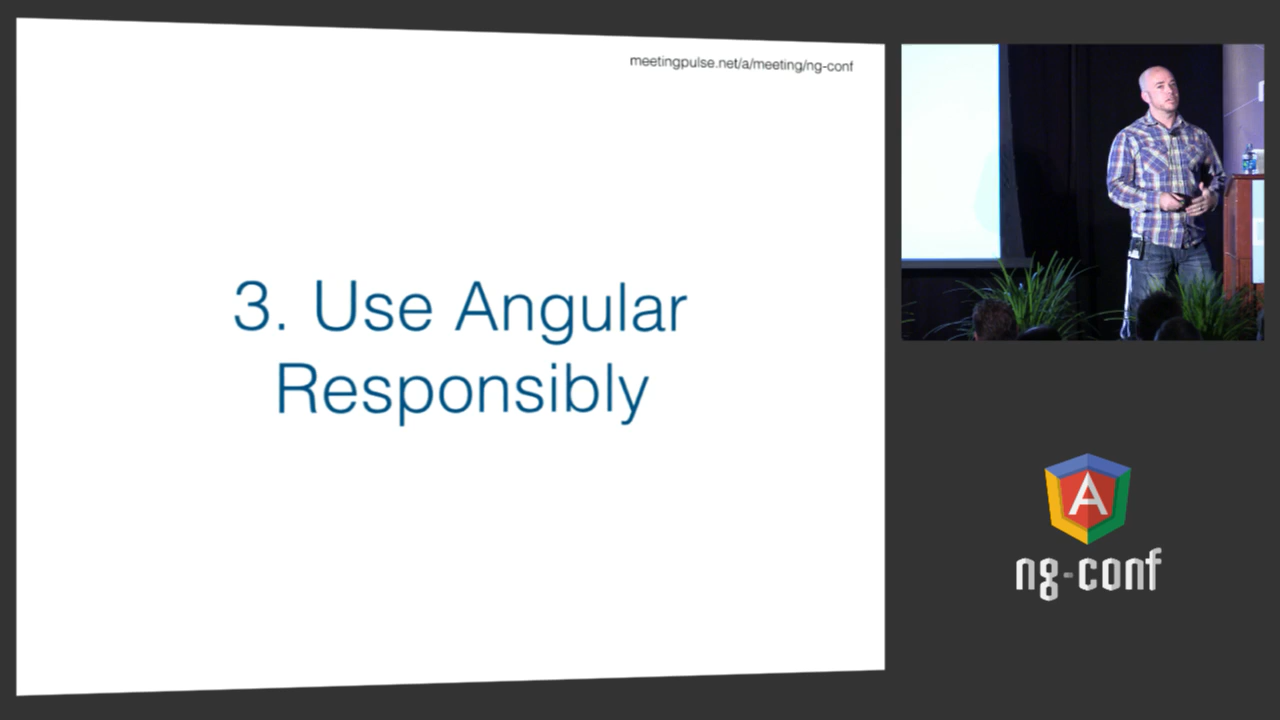 meetingpulse.net/a/meeting/ng-conf
3. Use Angular
Responsibly
A
ng-conf